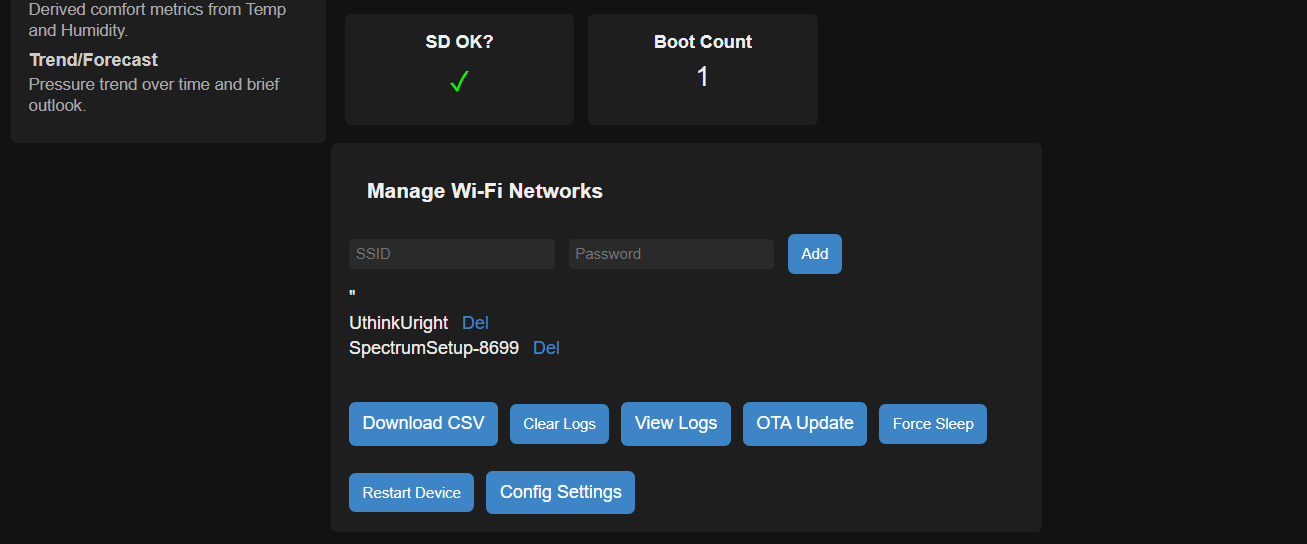 Derived comfort metrics from Temp
and Humidity.
Trend/Forecast
Pressure trend over time and brief
outlook.
SD OK?
✓
Boot Count
1
Manage Wi-Fi Networks
SSID
Password
Add
"
UthinkUright Del
SpectrumSetup-8699 Del
Download CSV
Clear Logs
View Logs
OTA Update
Force Sleep
Restart Device
Config Settings